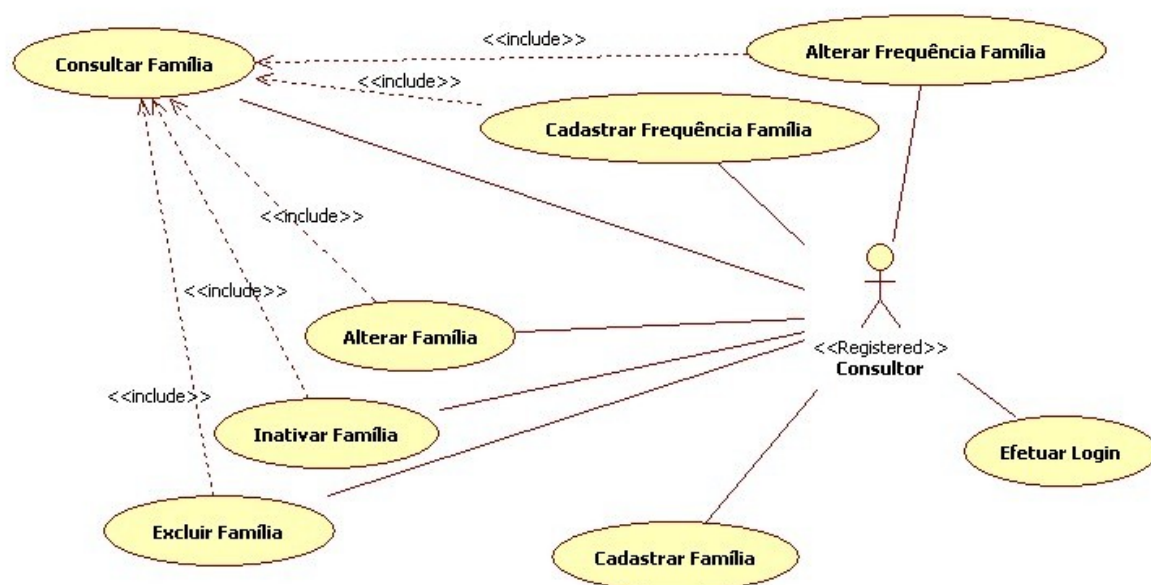 <<include>>
Alterar Frequência Família
Consultar Família
<<include>>
Cadastrar Frequência Família
<<include>>
<<include>>
Alterar Família
<<Registered>>
Consultor
<<include>>
Inativar Família
Efetuar Login
Excluir Família
Cadastrar Família